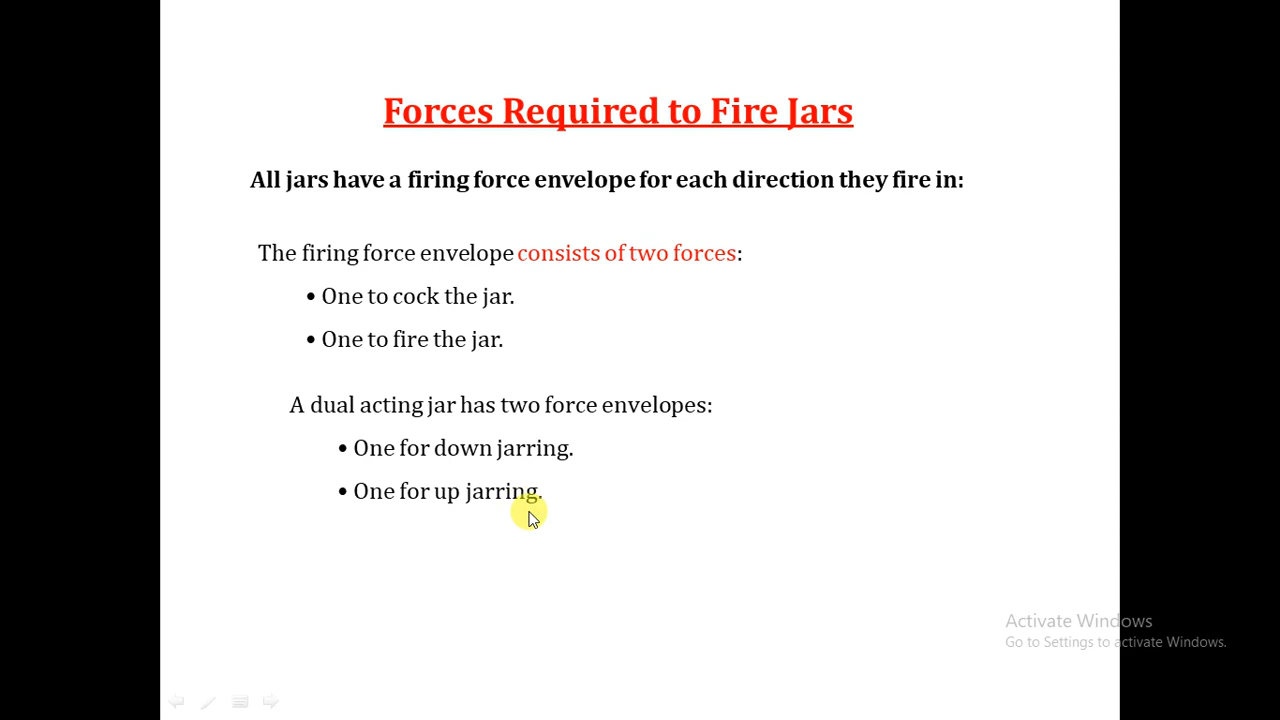 Forces Required to Fire Jars
All jars have a firing force envelope for each direction they fire in:
The firing force envelope consists of two forces:
• One to cock the jar.
• One to fire the jar.
A dual acting jar has two force envelopes:
• One for down jarring.
• One for up jarring.
Activate Windows
Go to Settings to activate Windows.